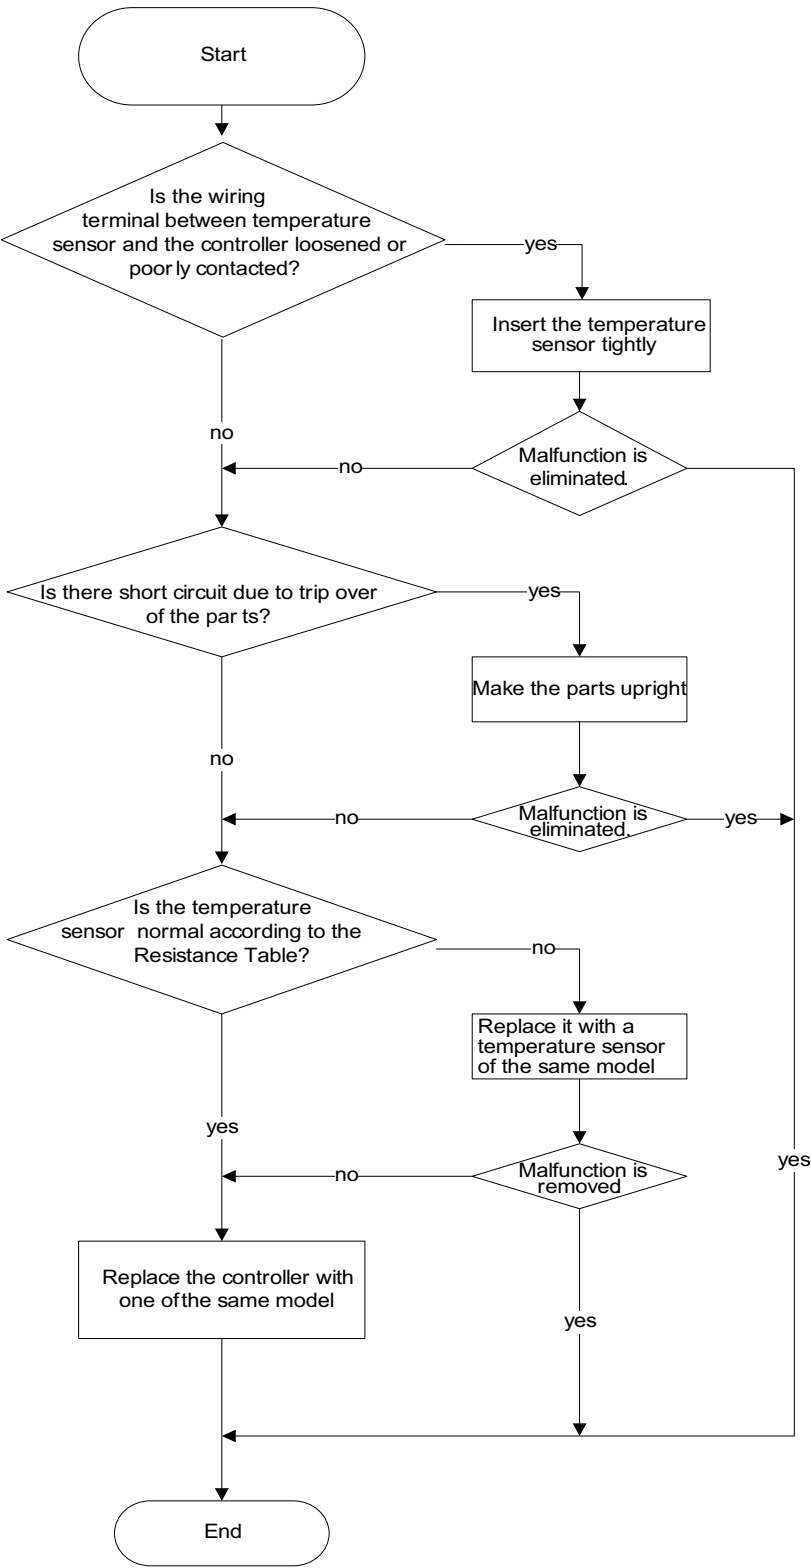 Start
Is the wiring
terminal between temperature
sensor and the controller loosened or
poorly contacted?
yes
Insert the temperature
sensor tightly
no
Malfunction is
eliminated.
no
Is there short circuit due to trip over
of the parts?
yes
Make the parts upright
no
Malfunction is
eliminated.
no
yes
Is the temperature
sensor normal according to the
Resistance Table?
no
Replace it with a
temperature sensor
of the same model
yes
yes
Malfunction is
removed
no
Replace the controller with
one of the same model
yes
End